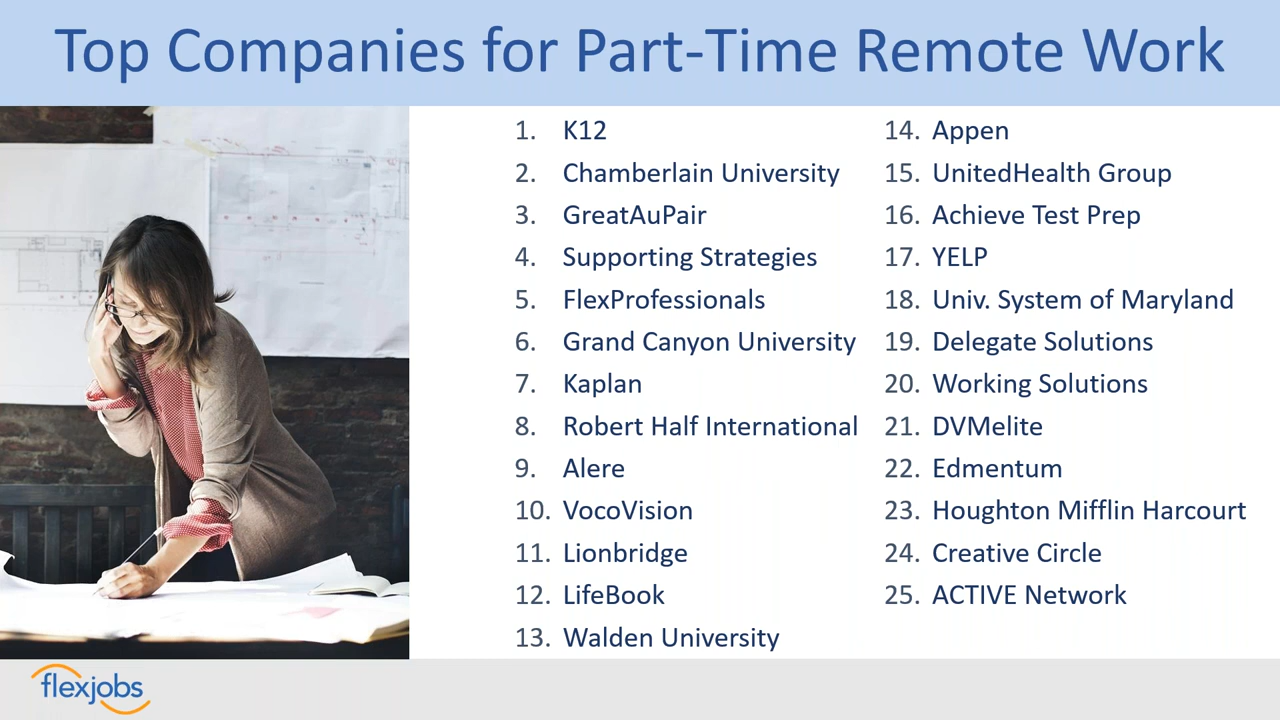 Top Companies for Part-Time Remote Work
1. K12
2. Chamberlain University
3. GreatAuPair
4. Supporting Strategies
5. FlexProfessionals
6. Grand Canyon University
7. Kaplan
8. Robert Half International
9. Alere
10. VocoVision
11. Lionbridge
12. LifeBook
13. Walden University
14. Appen
15. UnitedHealth Group
16. Achieve Test Prep
17. YELP
18. Univ. System of Maryland
19. Delegate Solutions
20. Working Solutions
21. DVMelite
22. Edmentum
23. Houghton Mifflin Harcourt
24. Creative Circle
25. ACTIVE Network
flexjobs